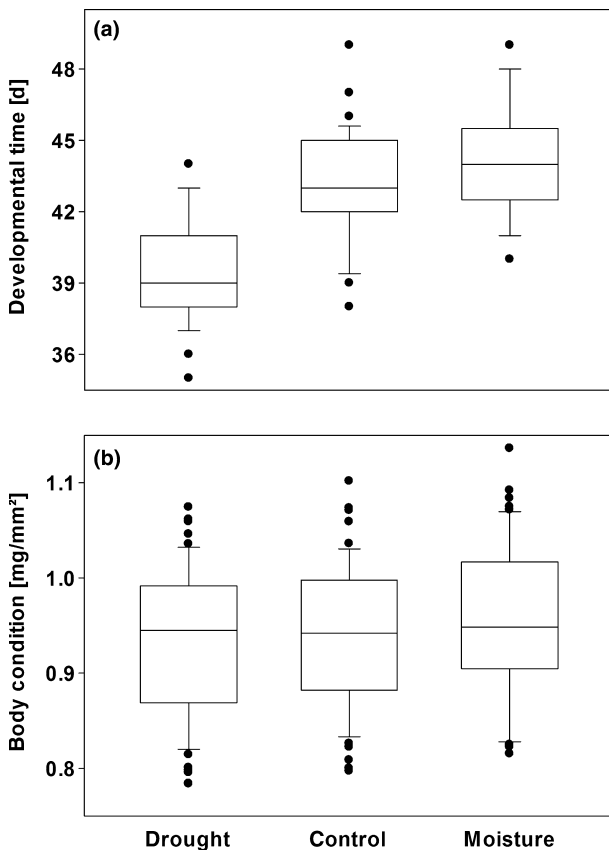 (a)
Developmental time [d]
48
45
42
39
36
(b)
Body condition [mg/mm²]
1.1
1.0
0.9
0.8
Drought Control Moisture